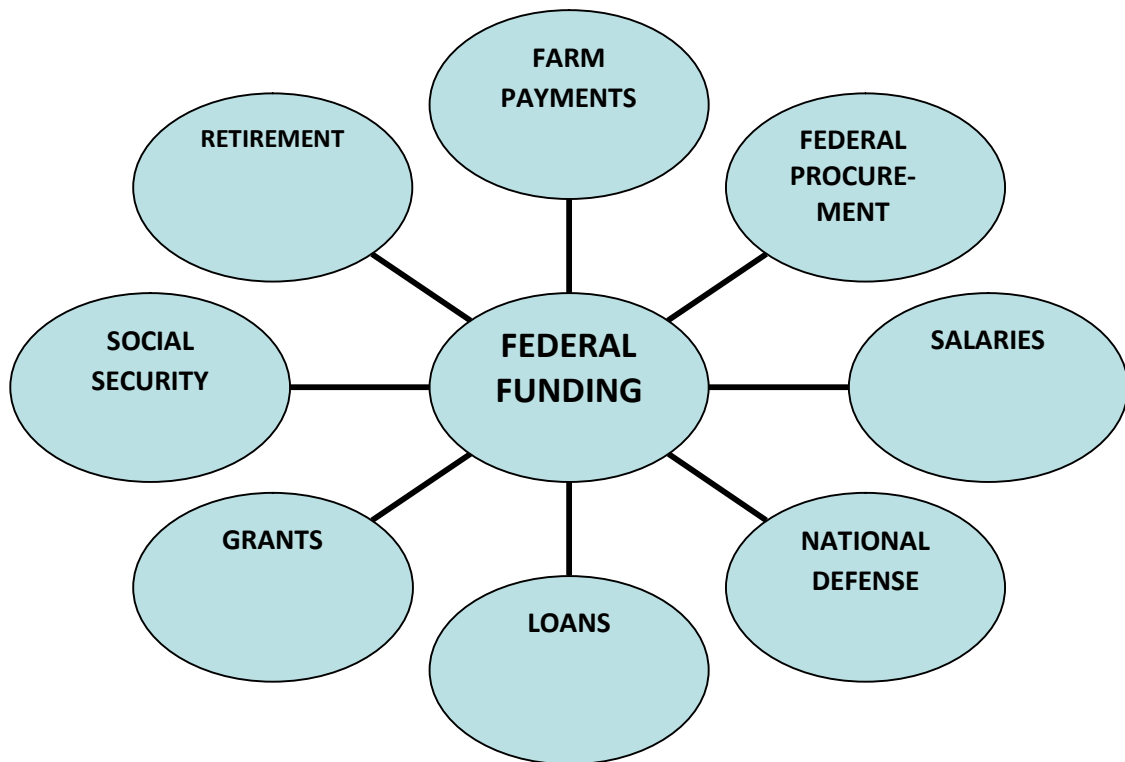 FARM
PAYMENTS
RETIREMENT
FEDERAL
PROCURE-
MENT
SOCIAL
SECURITY
FEDERAL
FUNDING
SALARIES
GRANTS
LOANS
NATIONAL
DEFENSE